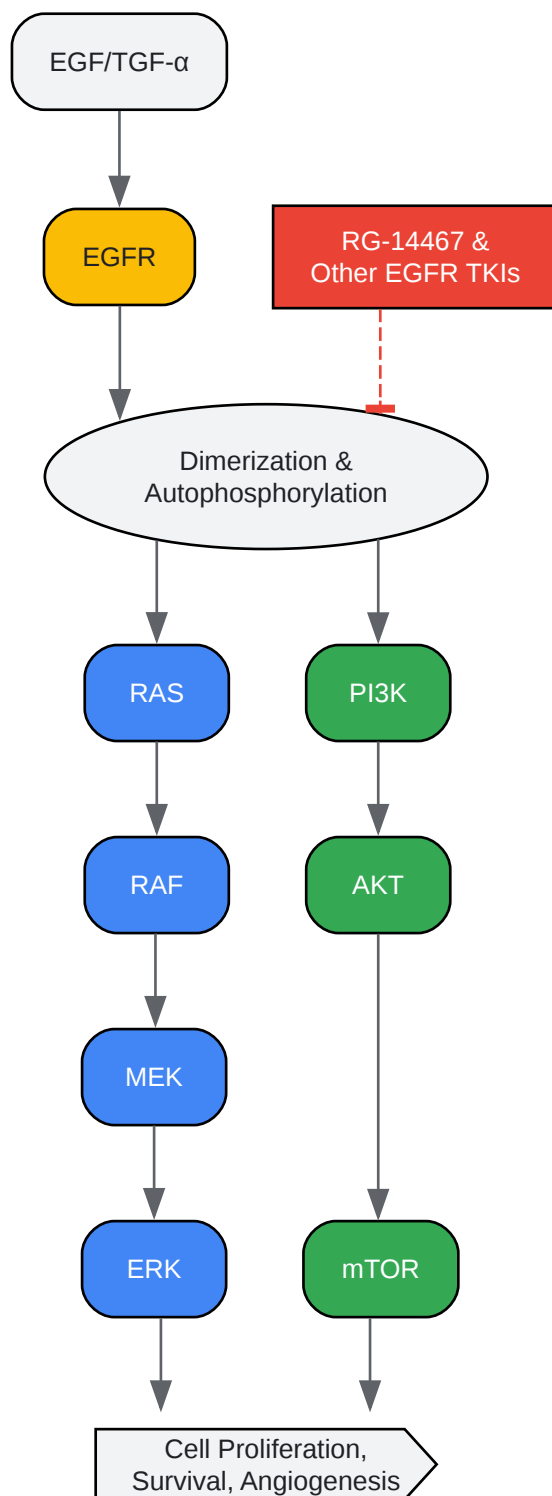 EGF/TGF-α
EGFR
RG-14467 &
Other EGFR TKIs
Dimerization &
Autophosphorylation
RAS
PI3K
RAF
AKT
MEK
ERK
mTOR
Cell Proliferation,
Survival, Angiogenesis